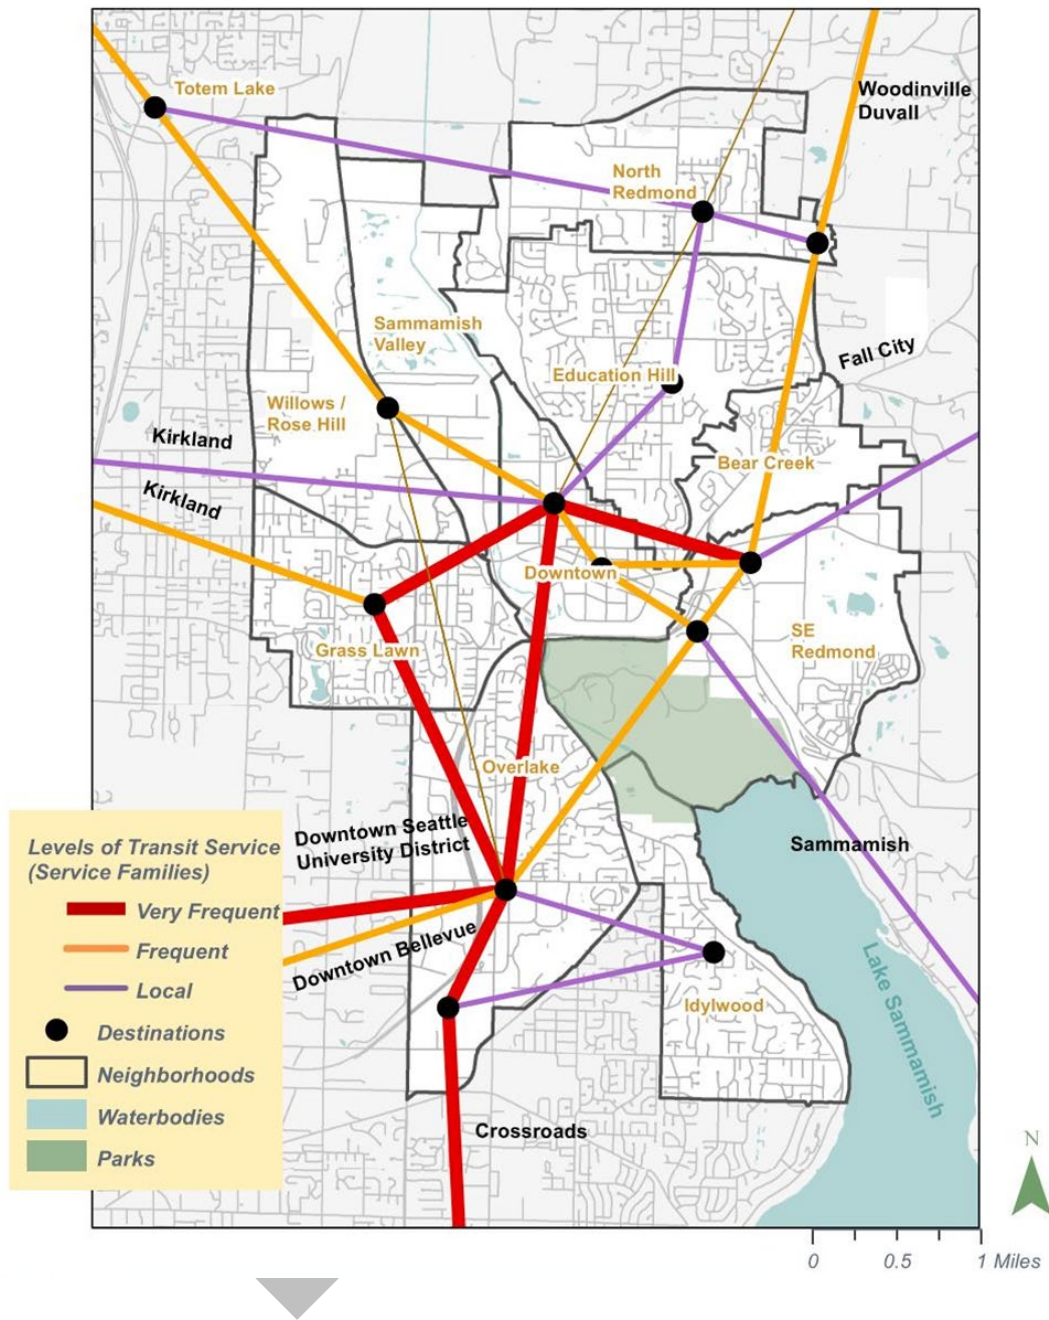 Totem Lake
Woodinville
Duvall
North
Redmond
Sammamish
Valley
Fall City
Education Hill
Willows /
Rose Hill
Kirkland
Bear Creek
Kirkland
Downtown
SE
Redmond
Grass Lawn
Overlake
Downtown Seattle
University District
Sammamish
Downtown Bellevue
Lake Sammamish
Idylwood
Crossroads
Levels of Transit Service
(Service Families)
Very Frequent
Frequent
Local
Destinations
Neighborhoods
Waterbodies
Parks
N
0 0.5 1 Miles